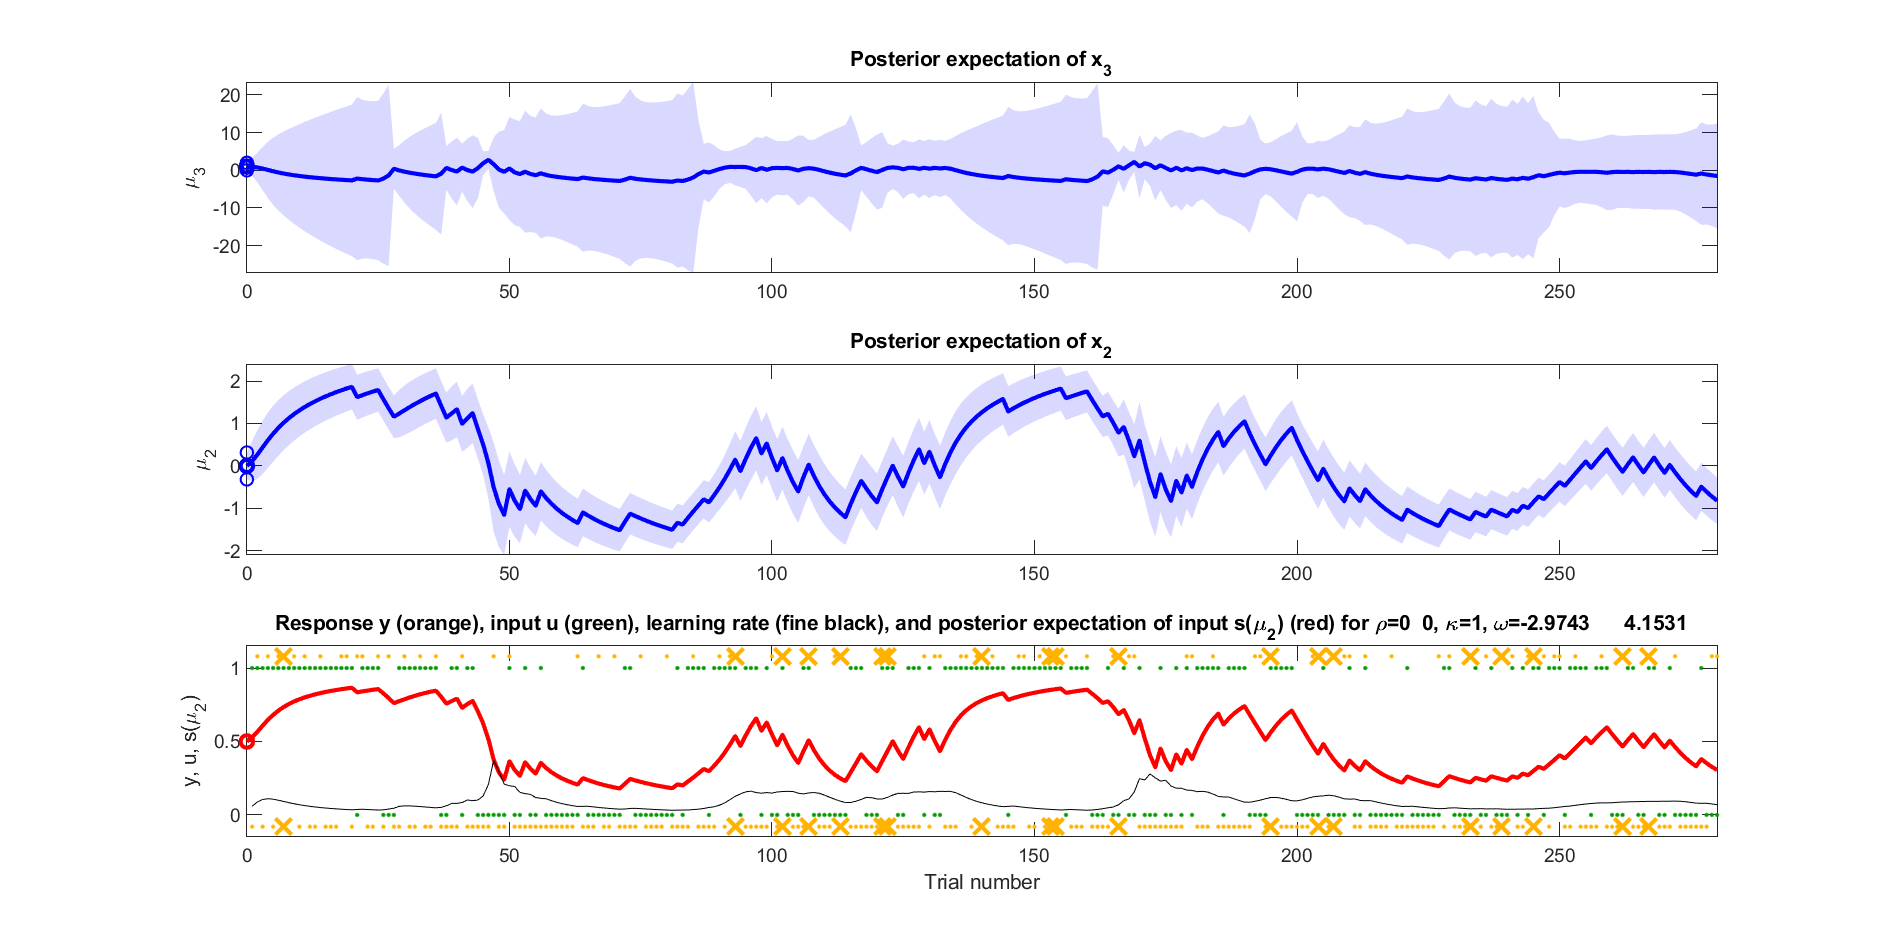 Posterior expectation of x3
μ3
20
10
0
-10
-20
0 50 100 150 200 250
Posterior expectation of x2
μ2
2
1
0
-1
-2
0 50 100 150 200 250
Response y (orange), input u (green), learning rate (fine black), and posterior expectation of input s(μ2) (red) for ρ=0 0, κ=1, ω=-2.9743 4.1531
y, u, s(μ2)
1
0.5
0
0 50 100 150 200 250
Trial number